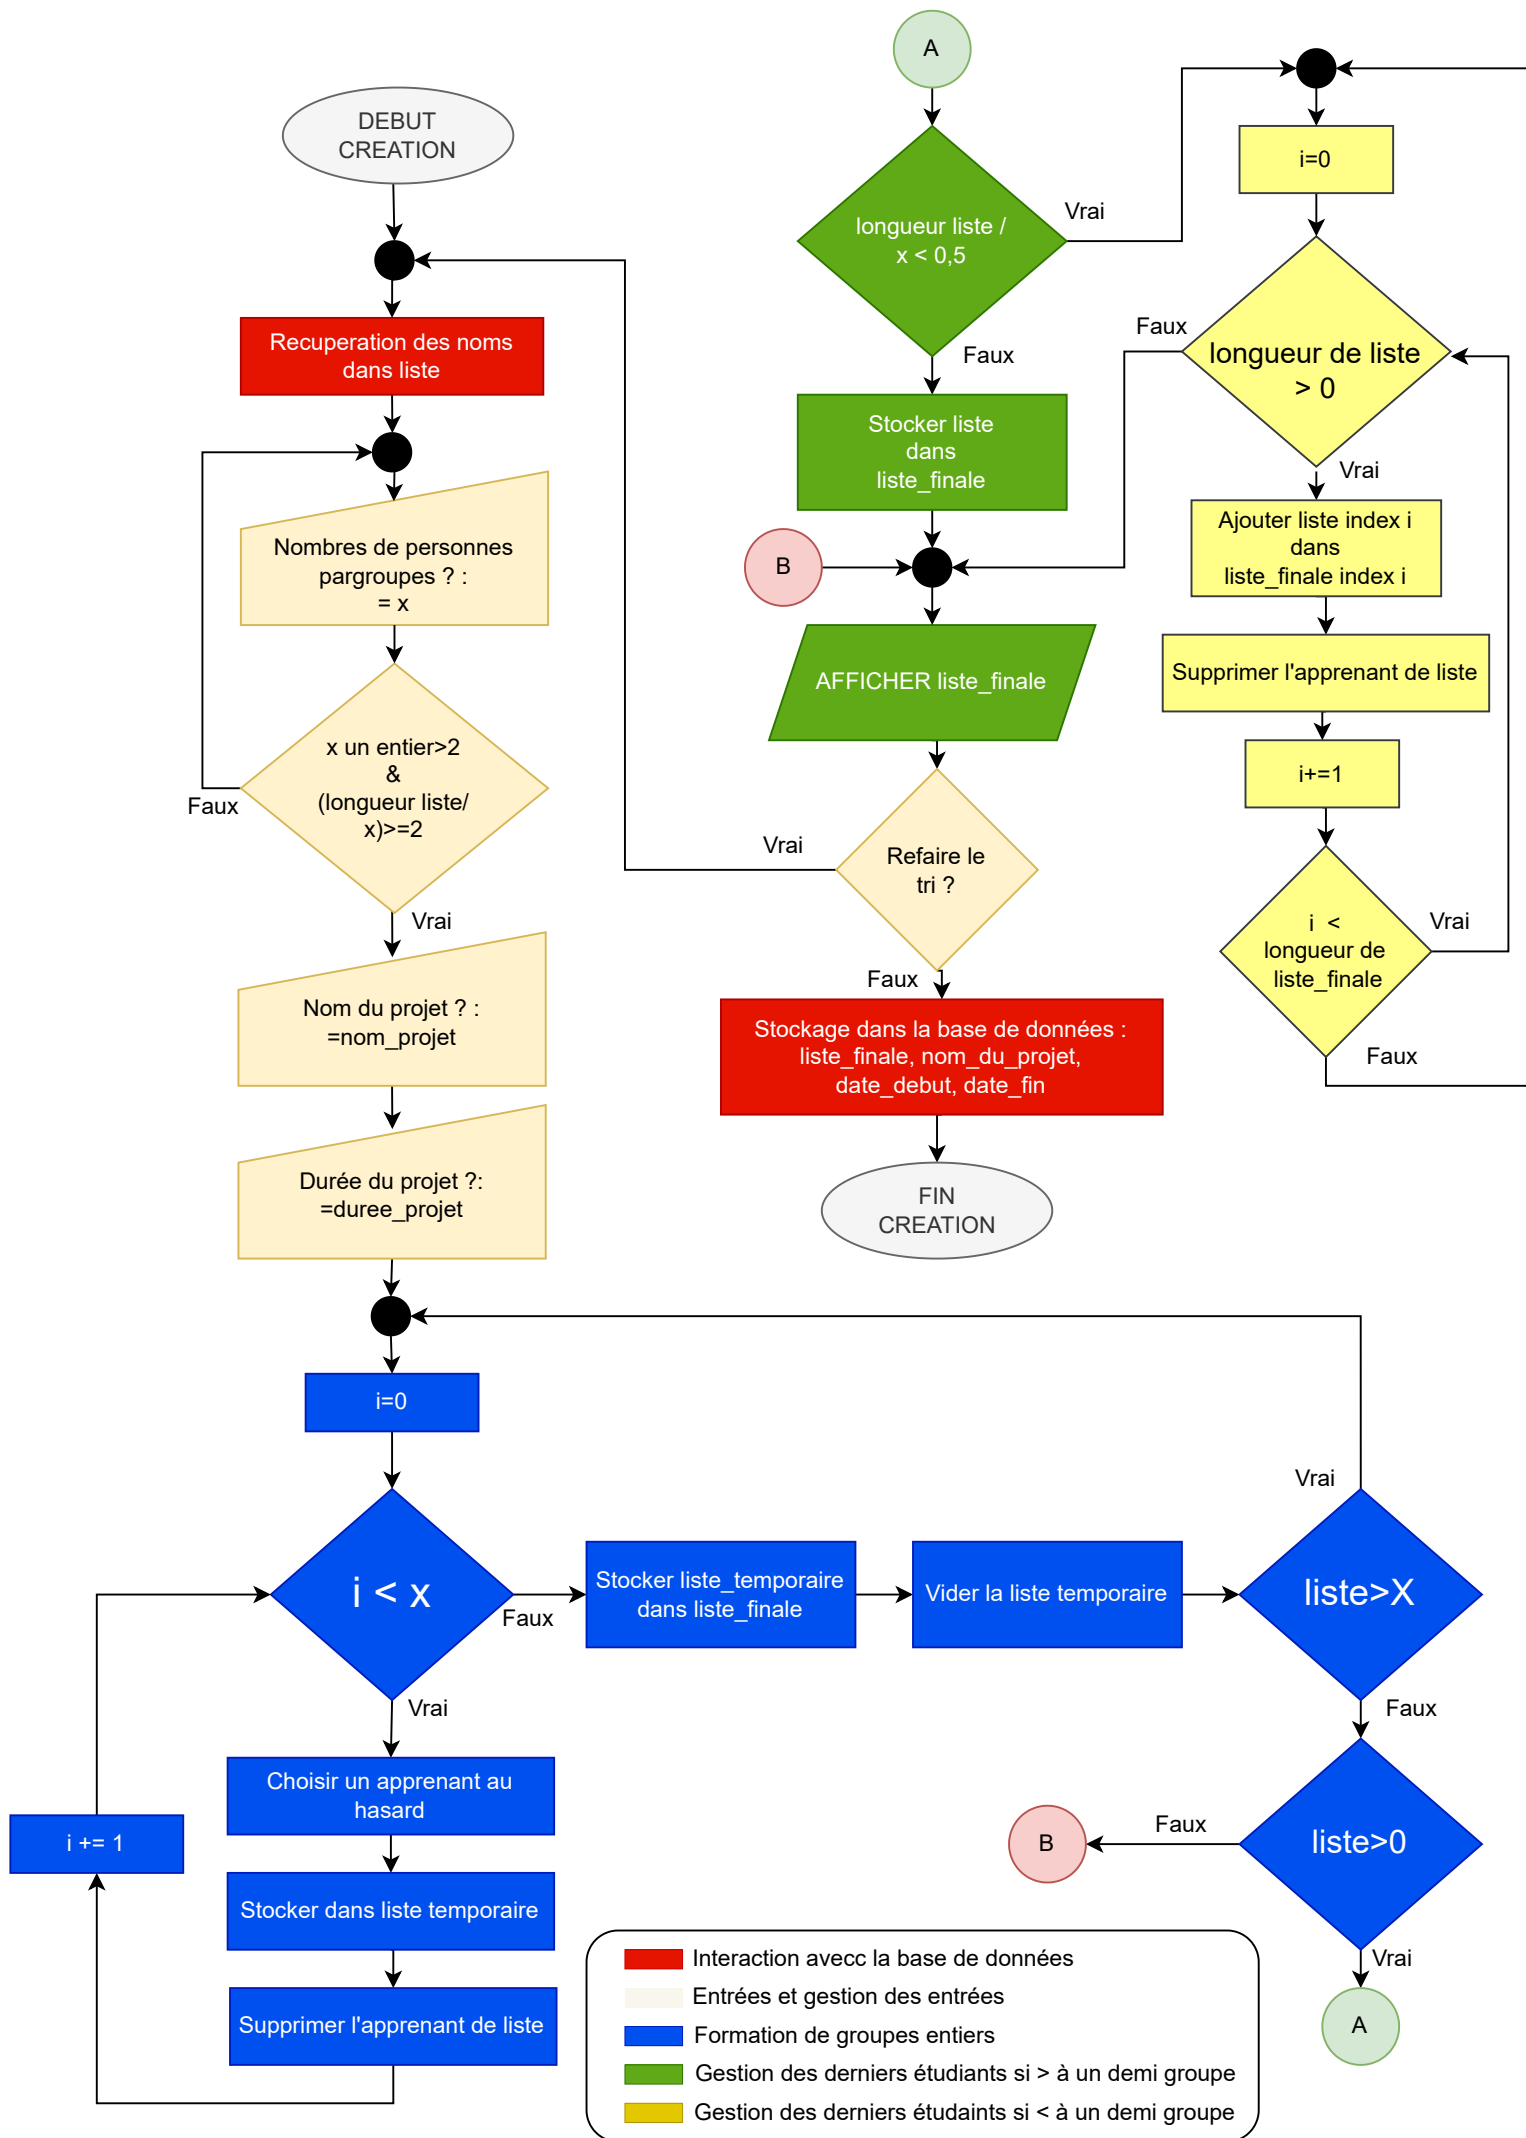 DEBUT
CREATION
Recuperation des noms
dans liste
Nombres de personnes
pargroupes ? :
= x
x un entier>2
&
(longueur liste/
x)>=2
Faux
Vrai
Nom du projet ? :
=nom_projet
Durée du projet ?:
=duree_projet
A
longueur liste /
x < 0,5
Vrai
Faux
Stocker liste
dans
liste_finale
B
AFFICHER liste_finale
Refaire le
tri ?
Vrai
Faux
Stockage dans la base de données :
liste_finale, nom_du_projet,
date_debut, date_fin
FIN
CREATION
i=0
longueur de liste
> 0
Faux
Vrai
Ajouter liste index i
dans
liste_finale index i
Supprimer l'apprenant de liste
i+=1
i <
longueur de
liste_finale
Vrai
Faux
i=0
i < x
Faux
Vrai
Stocker liste_temporaire
dans liste_finale
Vider la liste temporaire
liste>X
Vrai
Faux
Choisir un apprenant au
hasard
Stocker dans liste temporaire
Supprimer l'apprenant de liste
i += 1
liste>0
Faux
B
Vrai
A
Interaction avecc la base de données
Entrées et gestion des entrées
Formation de groupes entiers
Gestion des derniers étudiants si > à un demi groupe
Gestion des derniers étudaints si < à un demi groupe